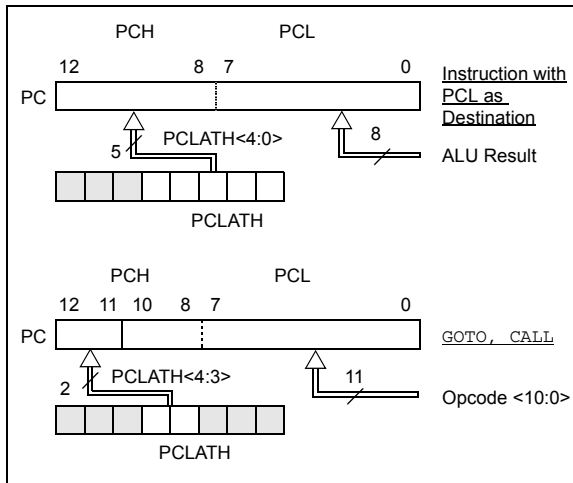 PCH PCL
12 8 7 0
PC
Instruction with
PCL as
Destination
5
PCLATH<4:0>
8
ALU Result
PCLATH
PCH PCL
12 11 10 8 7 0
PC
GOTO, CALL
2
PCLATH<4:3>
11
Opcode <10:0>
PCLATH